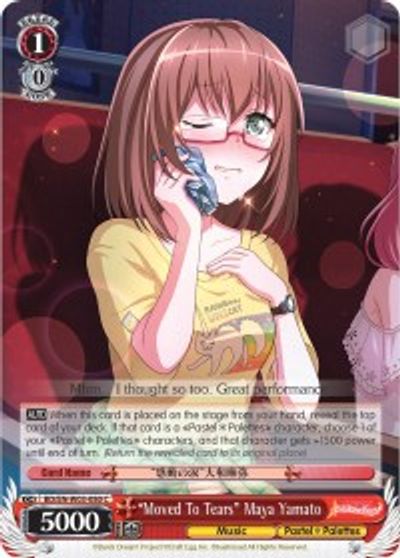 1
0
Mhm... I thought so too. Great performance
AUTO When this card is placed on the stage from your hand, reveal the top
card of your deck. If that card is a «Pastel＊Palettes» character, choose 1 of
your «Pastel＊Palettes» characters, and that character gets +1500 power
until end of turn. (Return the revealed card to its original place)
Card Name
5000
"Moved To Tears" Maya Yamato
Music
Pastel＊Palettes